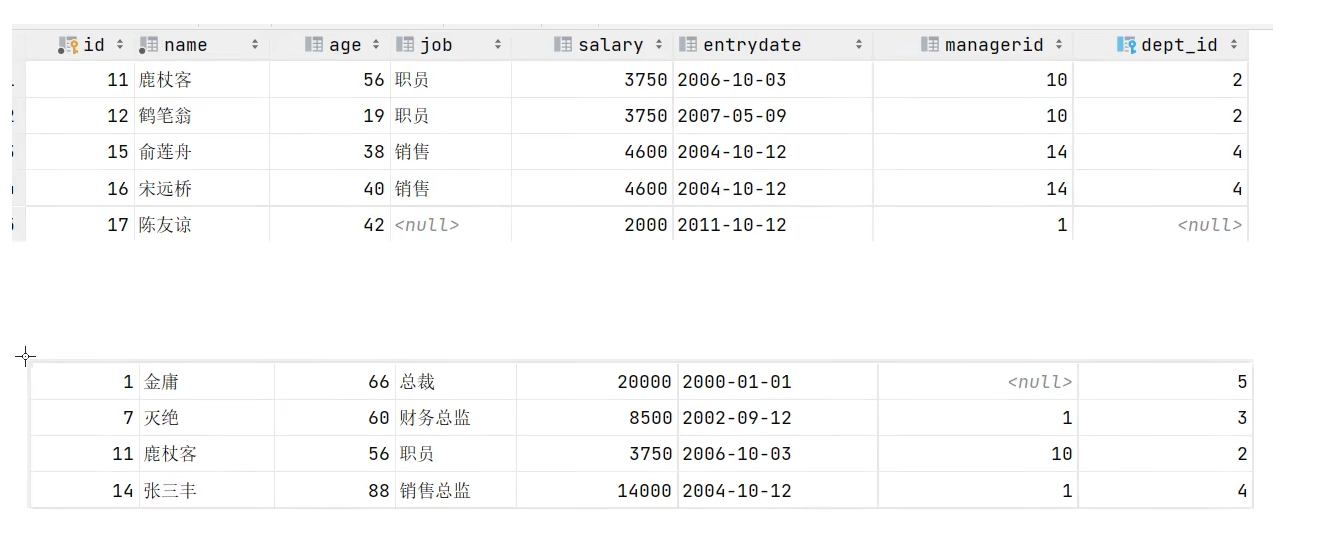 id name age job salary entrydate managerid dept_id
11 鹿杖客 56 职员 3750 2006-10-03 10 2
12 鹤笔翁 19 职员 3750 2007-05-09 10 2
15 俞莲舟 38 销售 4600 2004-10-12 14 4
16 宋远桥 40 销售 4600 2004-10-12 14 4
17 陈友谅 42 <null> 2000 2011-10-12 1 <null>
1 金庸 66 总裁 20000 2000-01-01 <null> 5
7 灭绝 60 财务总监 8500 2002-09-12 1 3
11 鹿杖客 56 职员 3750 2006-10-03 10 2
14 张三丰 88 销售总监 14000 2004-10-12 1 4